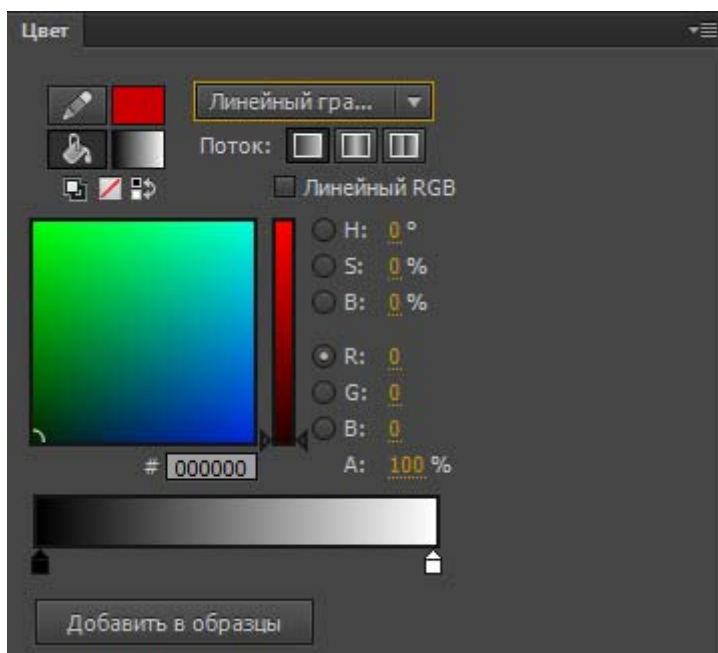 Цвет
Линейный гра...
Поток:
Линейный RGB
H: 0 °
S: 0 %
B: 0 %
R: 0
G: 0
B: 0
# 000000 A: 100 %
Добавить в образцы